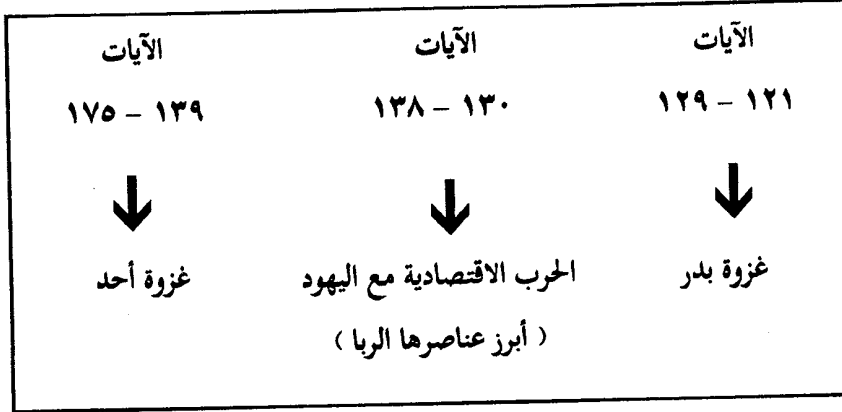 الآيات الآيات الآيات
١٢١ – ١٢٩ ١٣٠ – ١٣٨ ١٣٩ – ١٧٥
غزوة بدر الحرب الاقتصادية مع اليهود غزوة أحد
( أبرز عناصرها الربا )